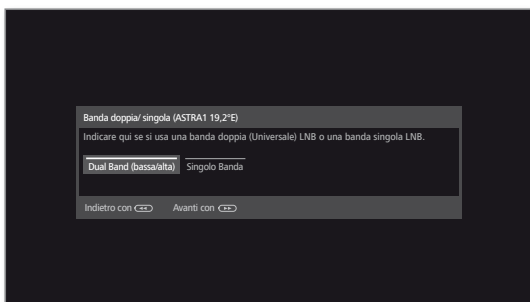 Banda doppia/ singola (ASTRA1 19,2°E)
Indicare qui se si usa una banda doppia (Universale) LNB o una banda singola LNB.
Dual Band (bassa/alta) Singolo Banda
Indietro con ◄◄ Avanti con ►►